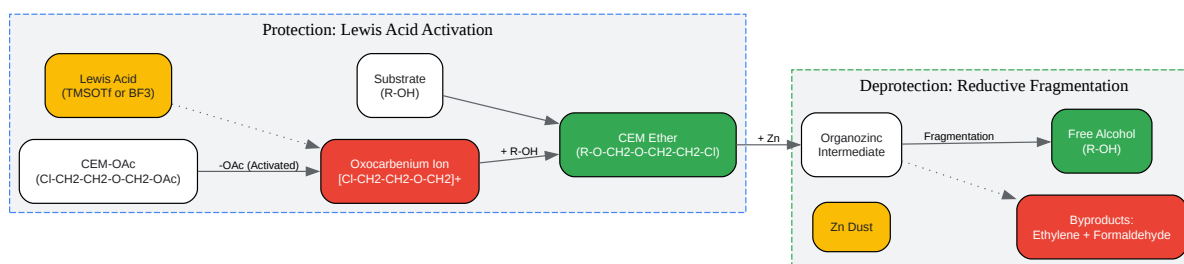 Protection: Lewis Acid Activation
Lewis Acid
(TMSOTf or BF3)
Substrate
(R-OH)
CEM-OAc
(Cl-CH2-CH2-O-CH2-OAc)
-OAc (Activated)
Oxocarbenium Ion
[Cl-CH2-CH2-O-CH2]+
+ R-OH
CEM Ether
(R-O-CH2-O-CH2-CH2-Cl)
+ Zn
Deprotection: Reductive Fragmentation
Organozinc
Intermediate
Fragmentation
Free Alcohol
(R-OH)
Zn Dust
Byproducts:
Ethylene + Formaldehyde